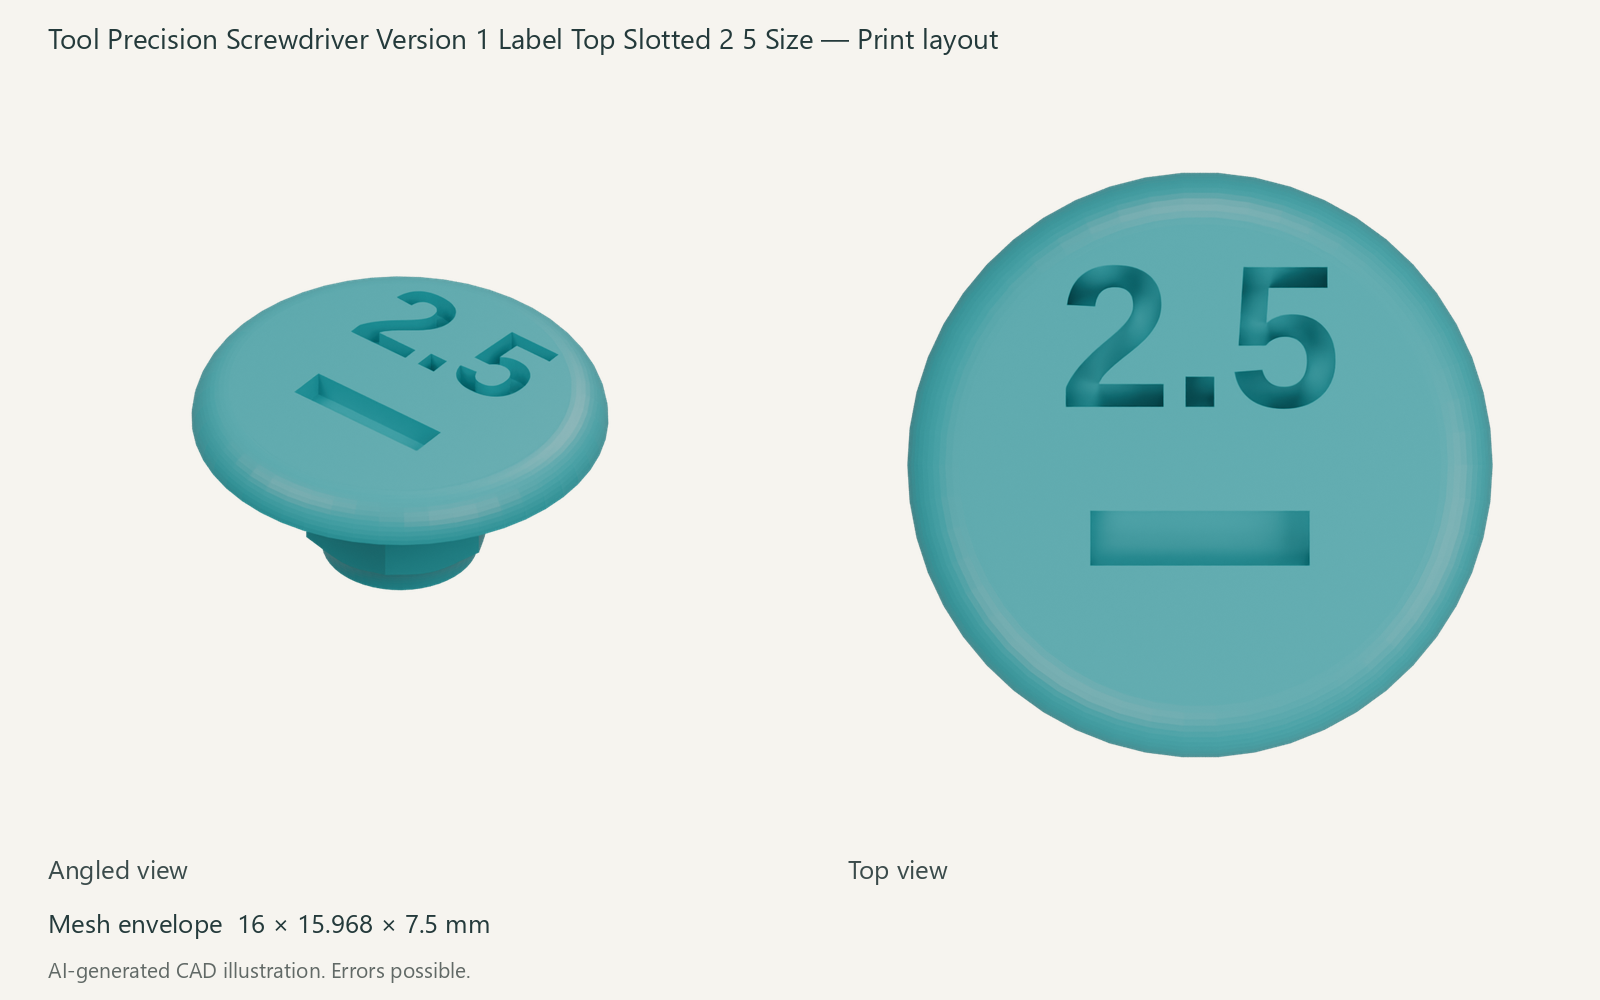 Tool Precision Screwdriver Version 1 Label Top Slotted 2 5 Size — Print layout
2.5
2.5
Angled view
Top view
Mesh envelope 16 × 15.968 × 7.5 mm
AI-generated CAD illustration. Errors possible.